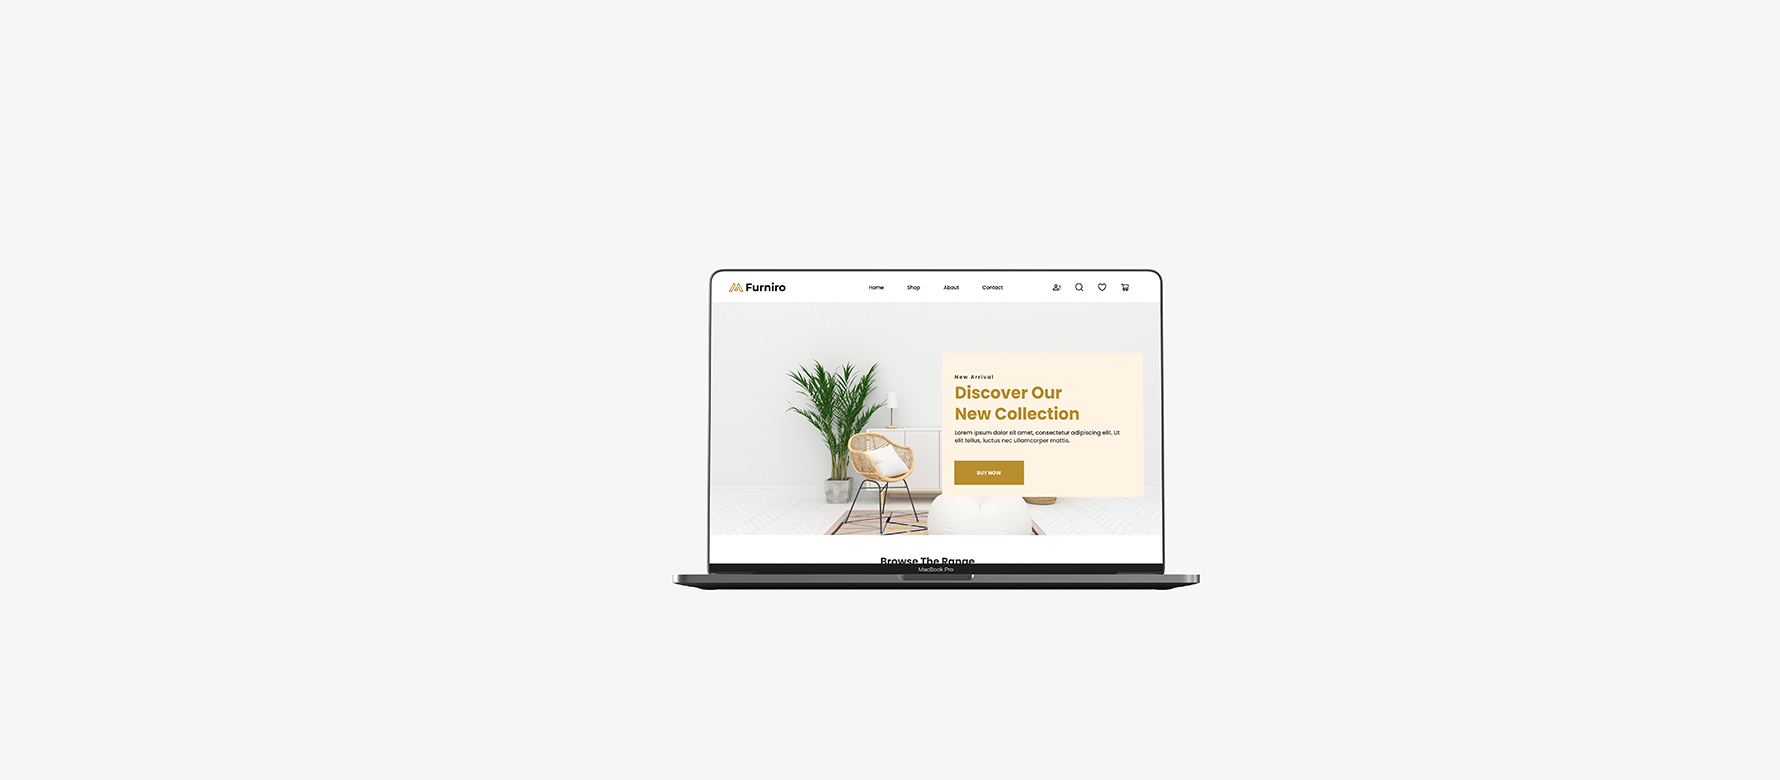 Furniro
Home
Shop
About
Contact
New Arrival
Discover Our
New Collection
Lorem ipsum dolor sit amet, consectetur adipiscing elit. Ut
elit tellus, luctus nec ullamcorper mattis.
BUY NOW
Browse The Range
MacBook Pro